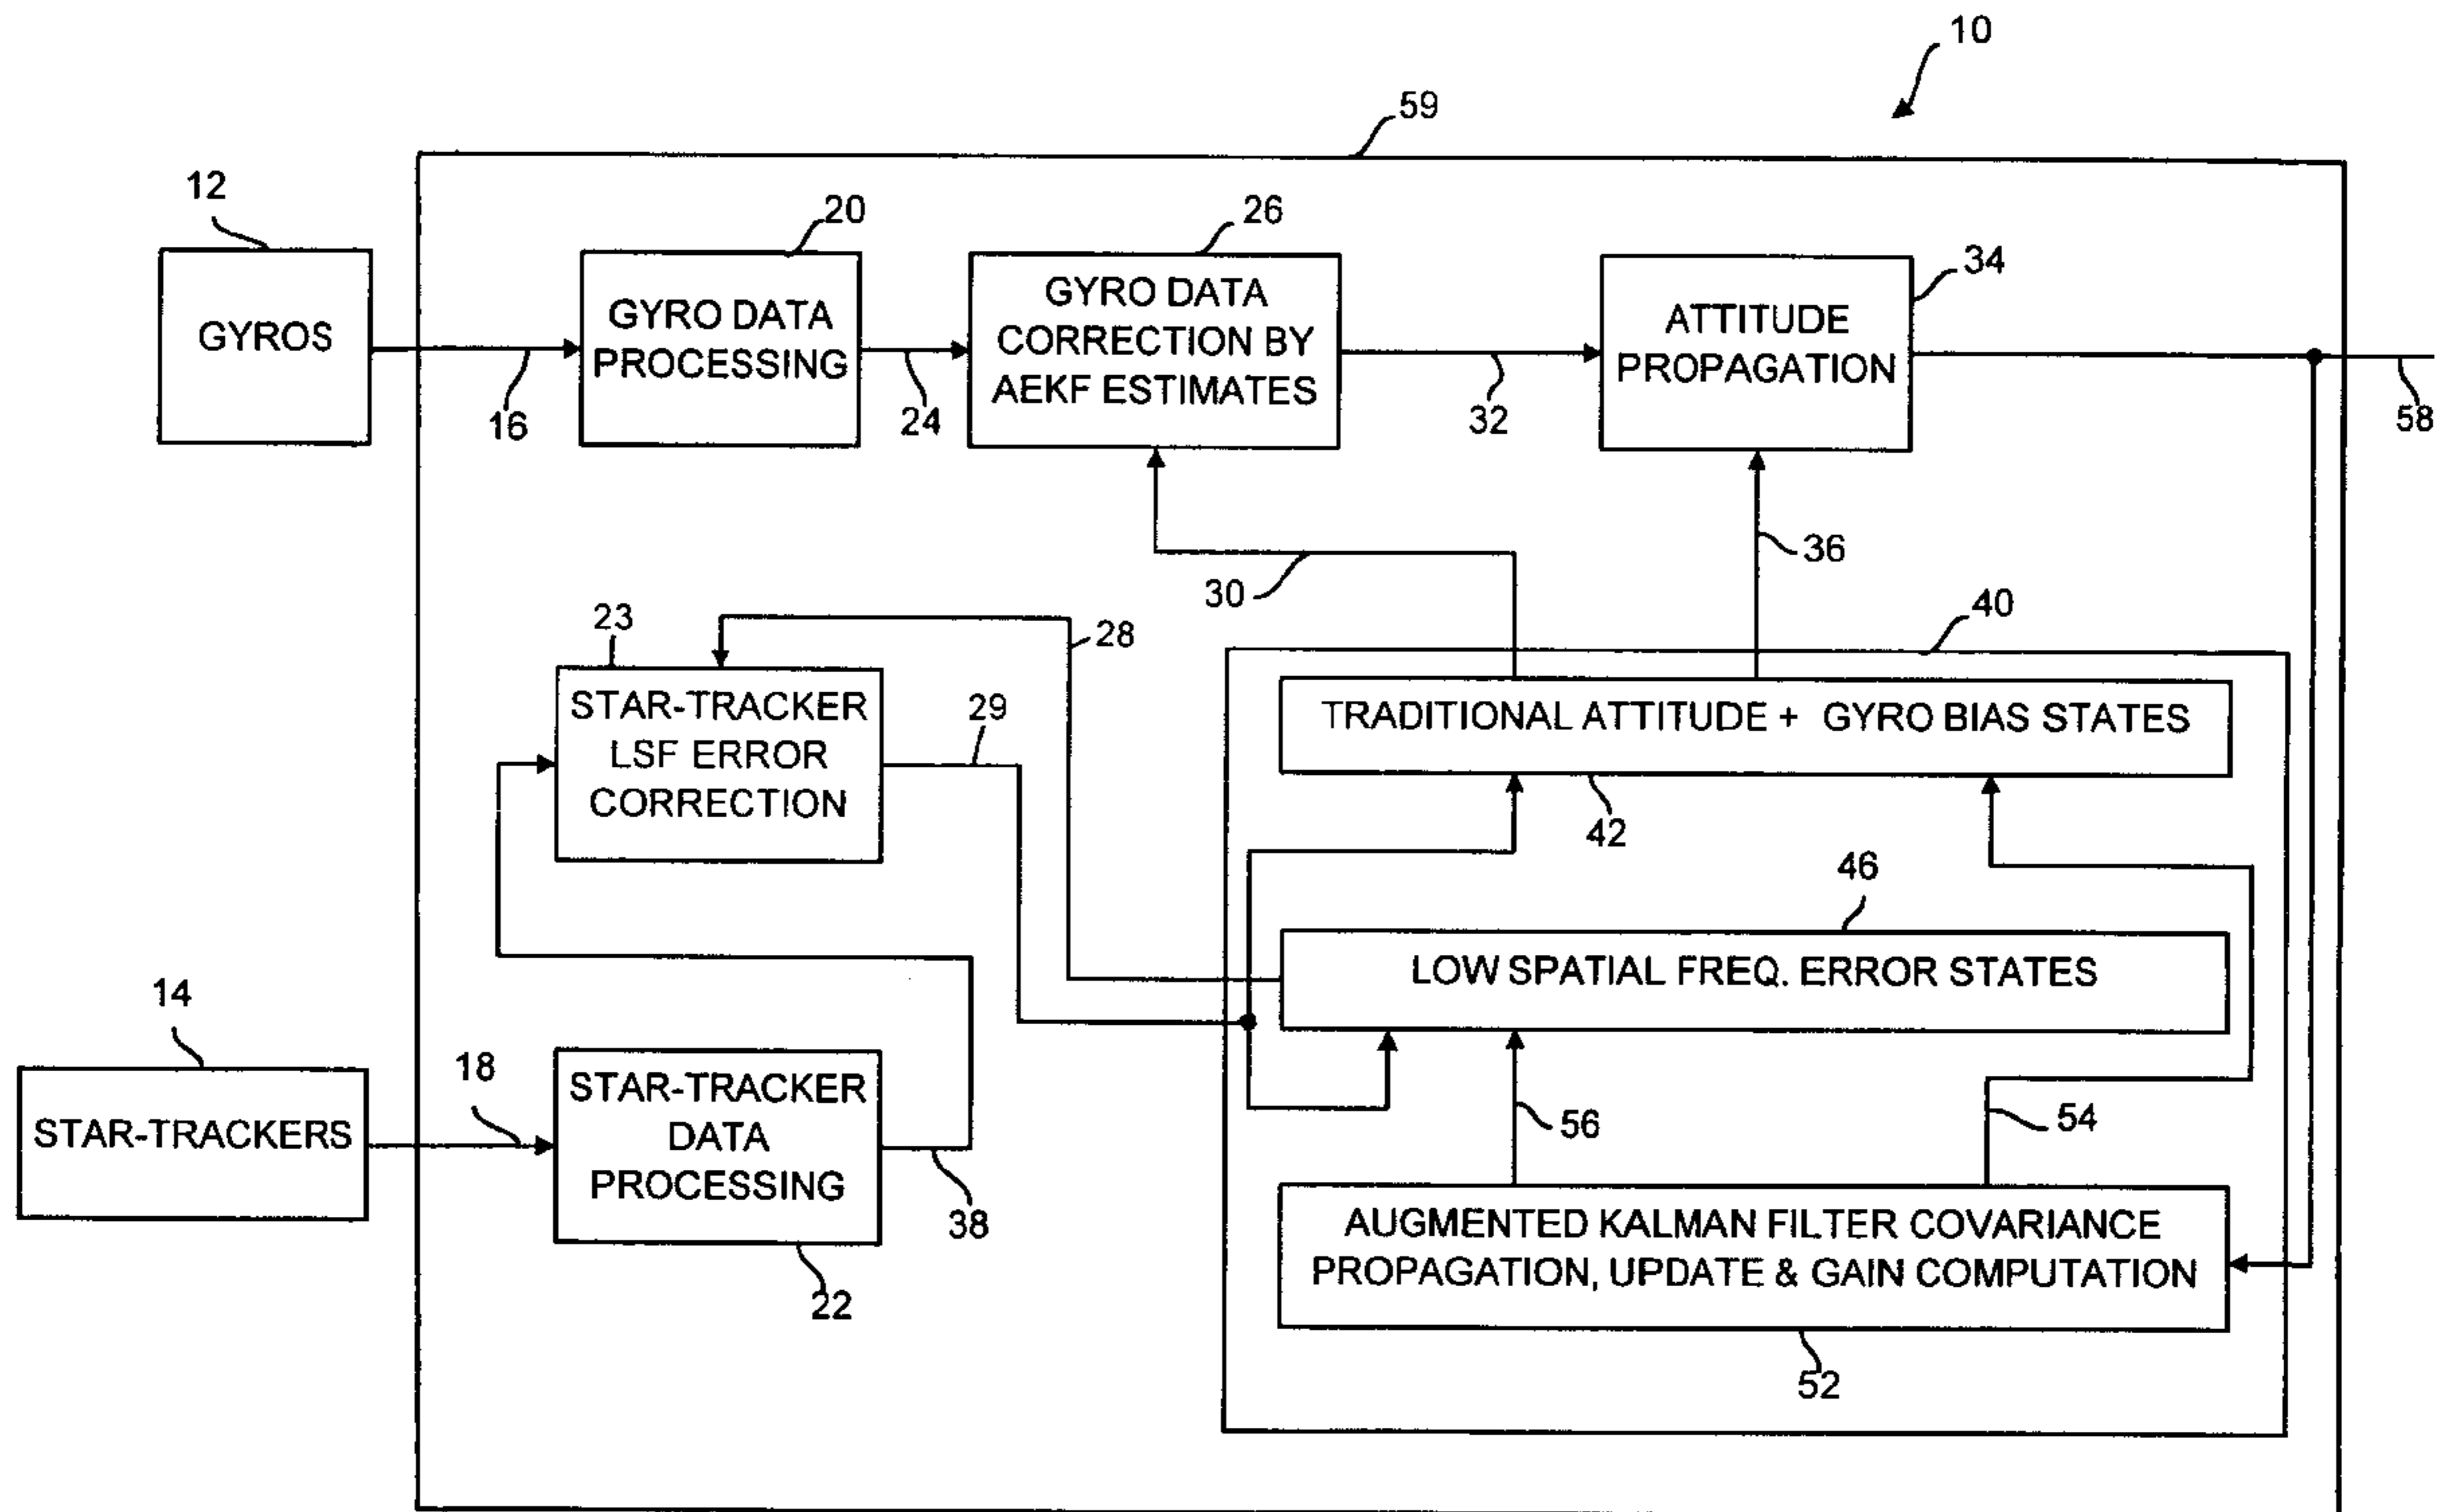 10
59
12
20
26
34
GYROS
GYRO DATA
PROCESSING
GYRO DATA
CORRECTION BY
AEKF ESTIMATES
ATTITUDE
PROPAGATION
16
24
32
58
36
30
23
28
40
STAR-TRACKER
LSF ERROR
CORRECTION
29
TRADITIONAL ATTITUDE + GYRO BIAS STATES
42
46
LOW SPATIAL FREQ. ERROR STATES
14
18
STAR-TRACKERS
STAR-TRACKER
DATA
PROCESSING
38
22
56
54
AUGMENTED KALMAN FILTER COVARIANCE
PROPAGATION, UPDATE & GAIN COMPUTATION
52